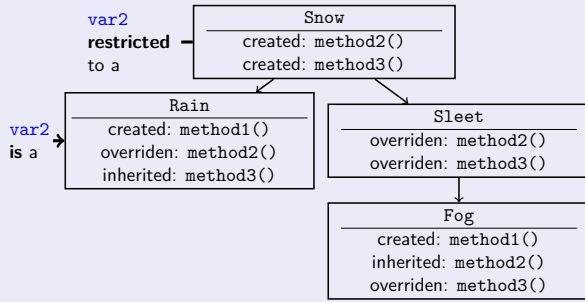 var2
restricted
to a
Snow
created: method2()
created: method3()
var2
is a
Rain
created: method1()
overriden: method2()
inherited: method3()
Sleet
overriden: method2()
overriden: method3()
Fog
created: method1()
inherited: method2()
overriden: method3()